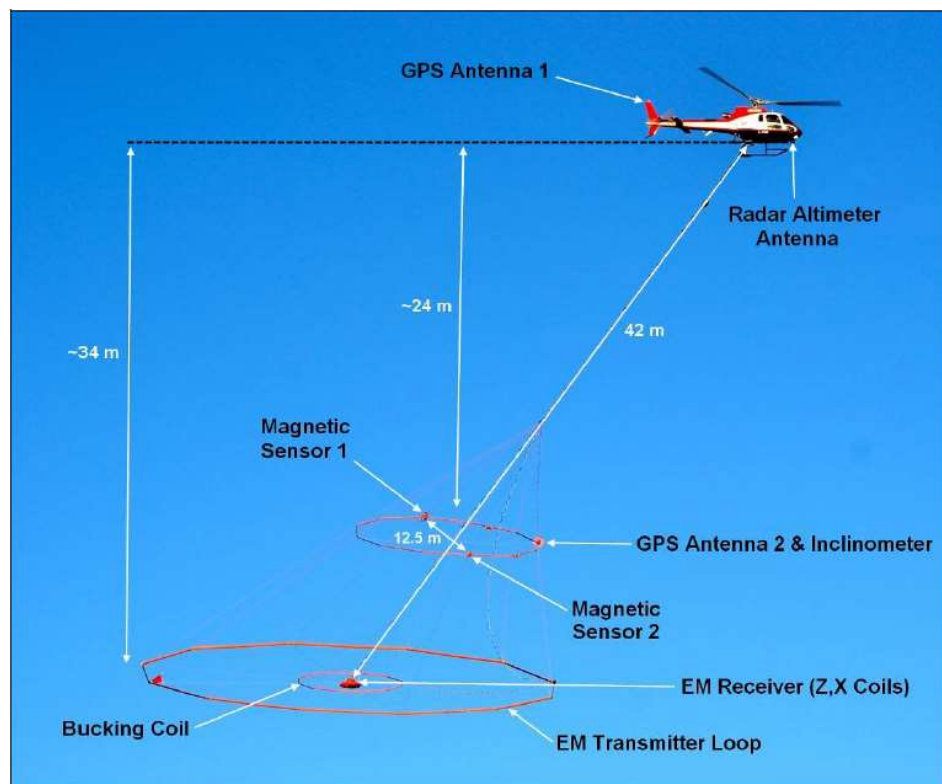 GPS Antenna 1
Radar Altimeter
Antenna
~24 m
42 m
~34 m
Magnetic
Sensor 1
12.5 m
GPS Antenna 2 & Inclinometer
Magnetic
Sensor 2
EM Receiver (Z,X Coils)
Bucking Coil
EM Transmitter Loop